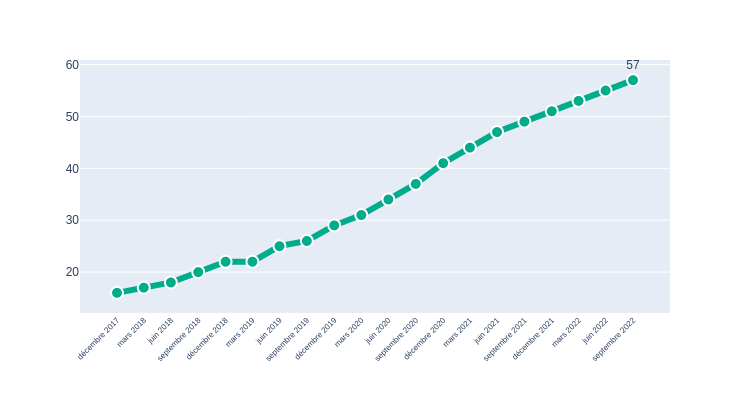 57
60
50
40
30
20
décembre 2017
mars 2018
juin 2018
septembre 2018
décembre 2018
mars 2019
juin 2019
septembre 2019
décembre 2019
mars 2020
juin 2020
septembre 2020
décembre 2020
mars 2021
juin 2021
septembre 2021
décembre 2021
mars 2022
juin 2022
septembre 2022